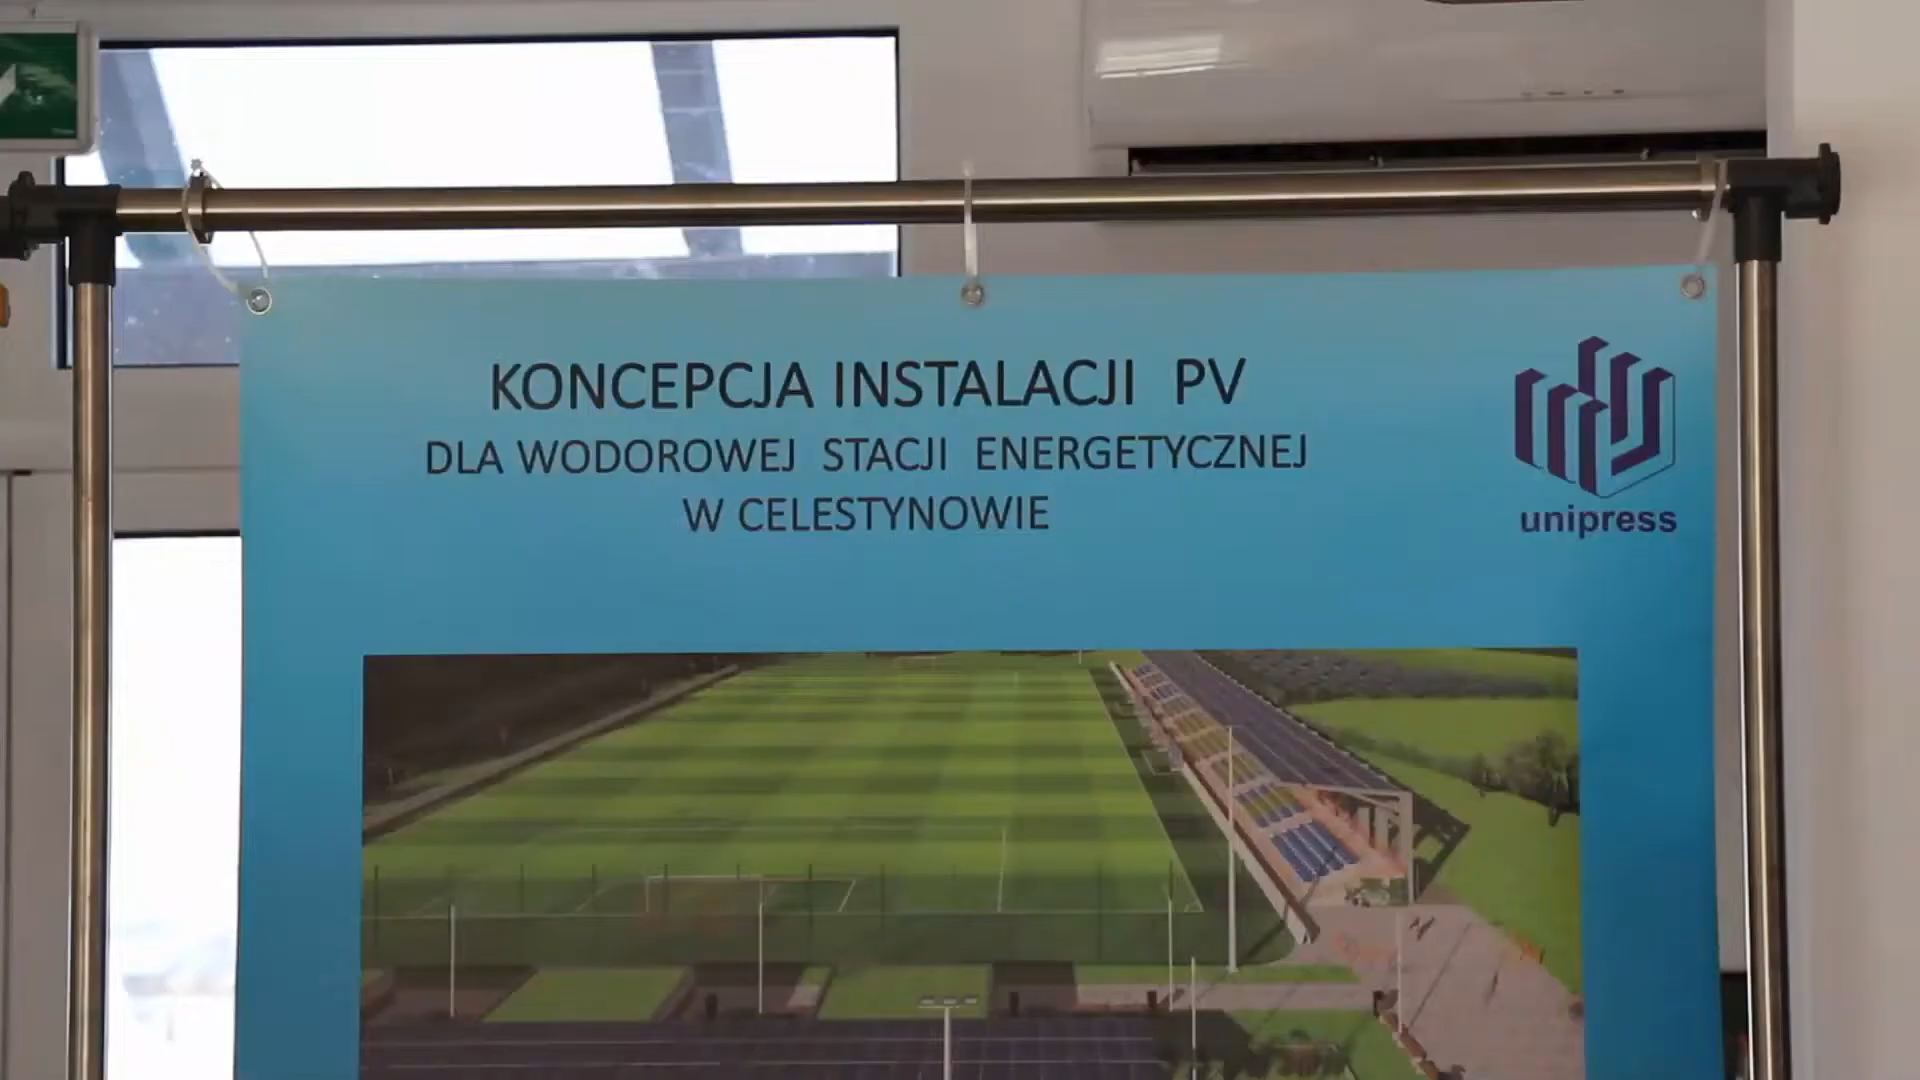 KONCEPCJA INSTALACJI PV
DLA WODOROWEJ STACJI ENERGETYCZNEJ
W CELESTYNOWIE
unipress